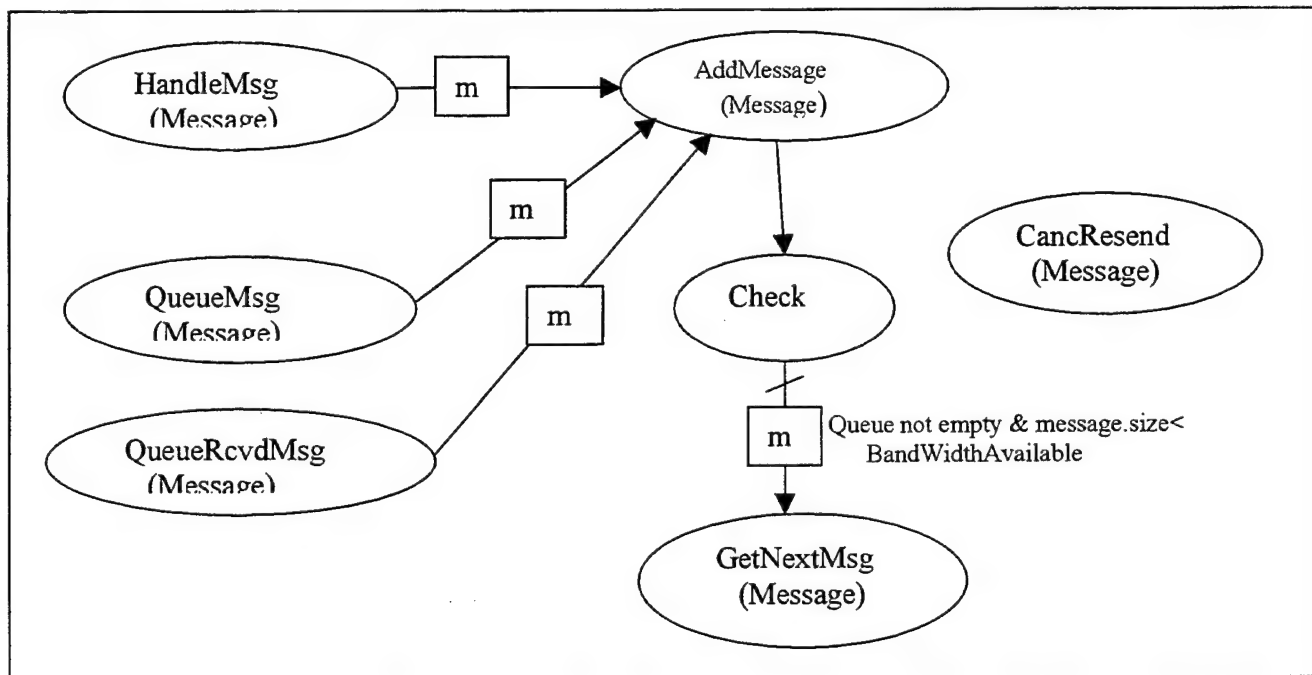 HandleMsg
(Message)
m
AddMessage
(Message)
m
QueueMsg
(Message)
m
QueueRcvdMsg
(Message)
Check
CancResend
(Message)
m
Queue not empty & message.size<
BandWidthAvailable
GetNextMsg
(Message)